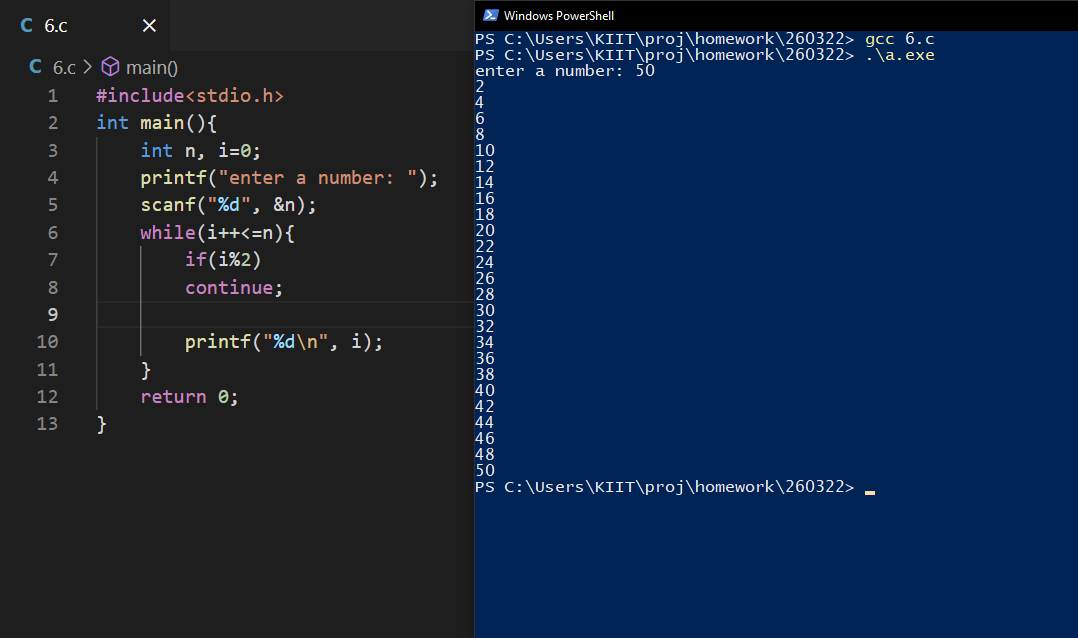 C 6.c ×
C 6.c > main()
1 #include<stdio.h>
2 int main(){
3     int n, i=0;
4     printf("enter a number: ");
5     scanf("%d", &n);
6     while(i++<=n){
7         if(i%2)
8         continue;
9
10         printf("%d\n", i);
11     }
12     return 0;
13 }
Windows PowerShell
PS C:\Users\KIIT\proj\homework\260322> gcc 6.c
PS C:\Users\KIIT\proj\homework\260322> .\a.exe
enter a number: 50
2
4
6
8
10
12
14
16
18
20
22
24
26
28
30
32
34
36
38
40
42
44
46
48
50
PS C:\Users\KIIT\proj\homework\260322> _